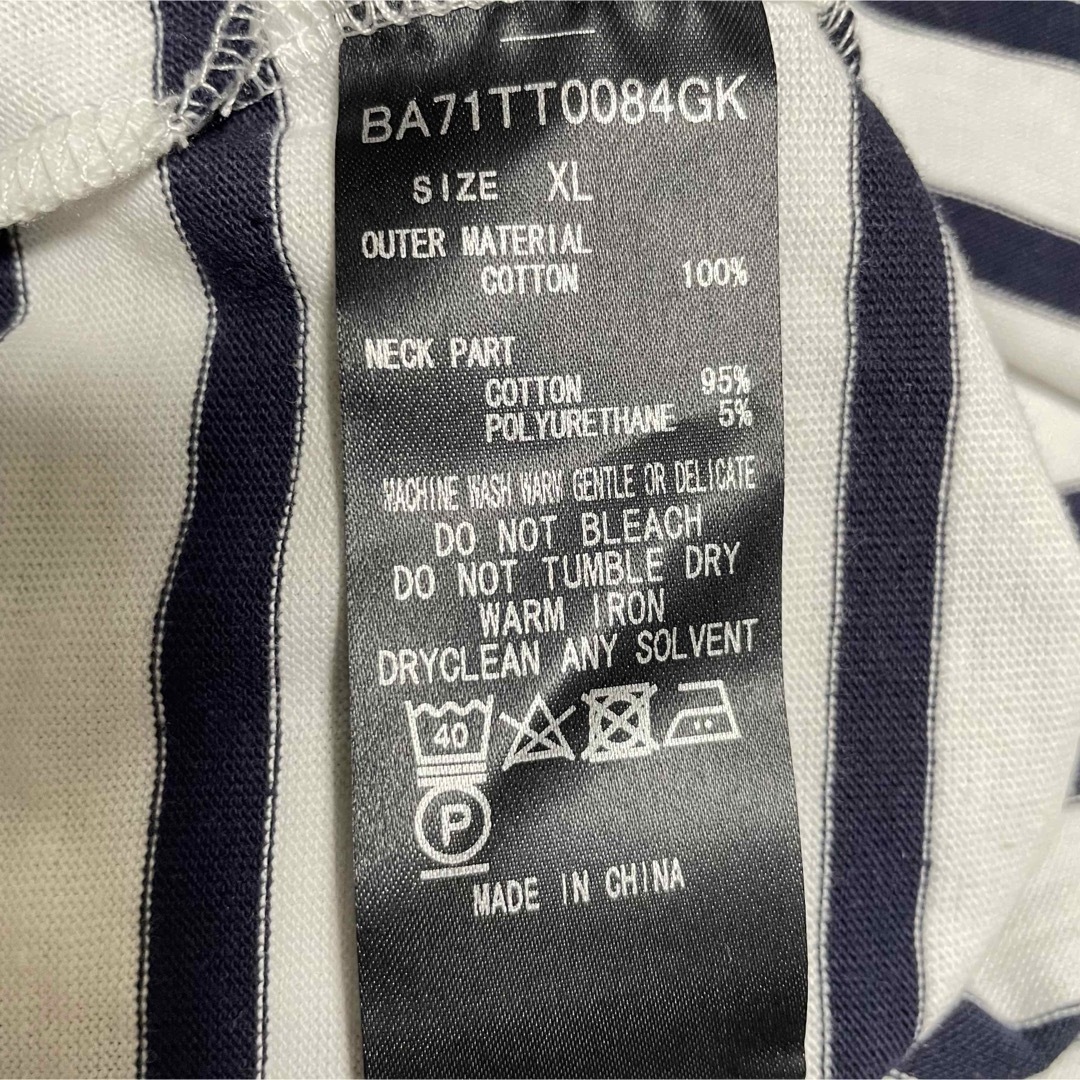 BA71TT0084GK
SIZE XL
OUTER MATERIAL
COTTON 100%
NECK PART
COTTON 95%
POLYURETHANE 5%
MACHINE WASH WARM GENTLE OR DELICATE
DO NOT BLEACH
DO NOT TUMBLE DRY
WARM IRON
DRYCLEAN ANY SOLVENT
40
P
MADE IN CHINA